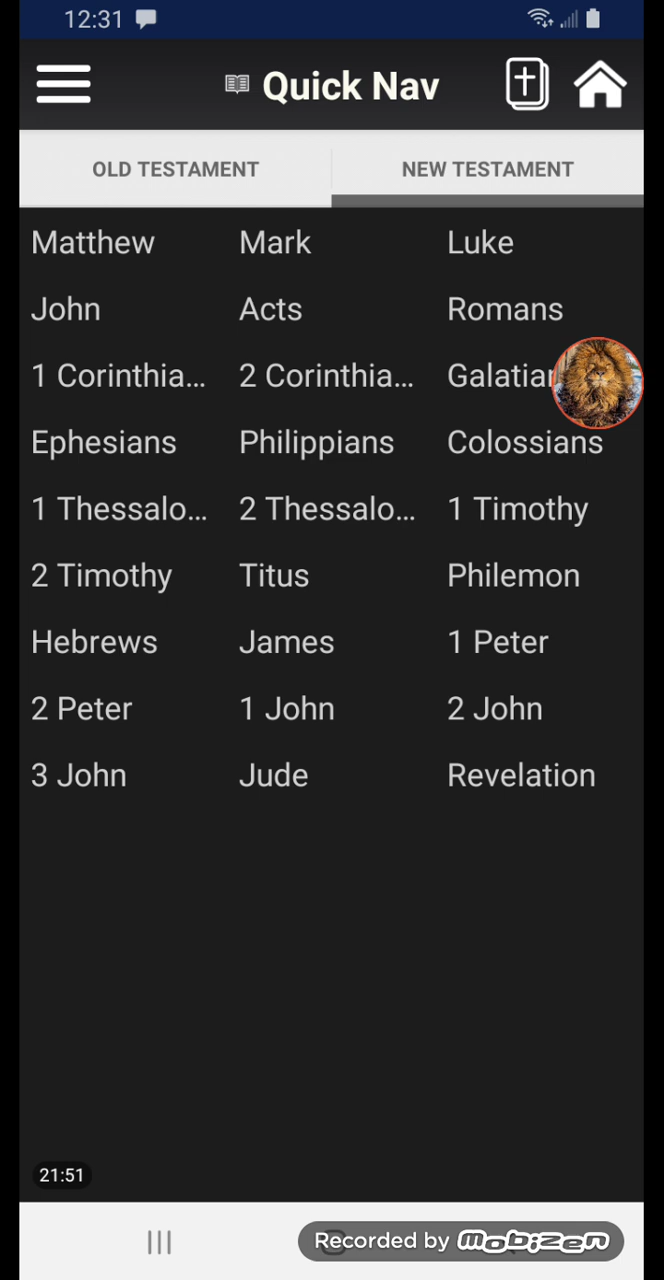 12:31
Quick Nav
OLD TESTAMENT NEW TESTAMENT
Matthew Mark Luke
John Acts Romans
1 Corinthia... 2 Corinthia... Galatian
Ephesians Philippians Colossians
1 Thessalo... 2 Thessalo... 1 Timothy
2 Timothy Titus Philemon
Hebrews James 1 Peter
2 Peter 1 John 2 John
3 John Jude Revelation
21:51
Recorded by mobizen